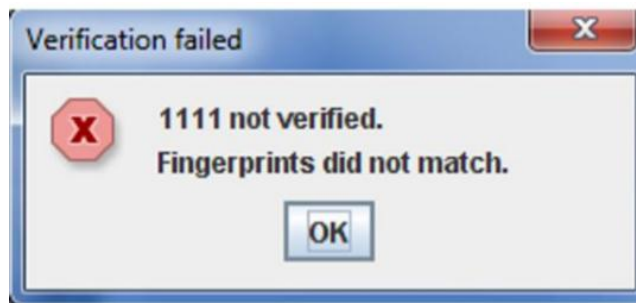 Verification failed
1111 not verified.
Fingerprints did not match.
OK